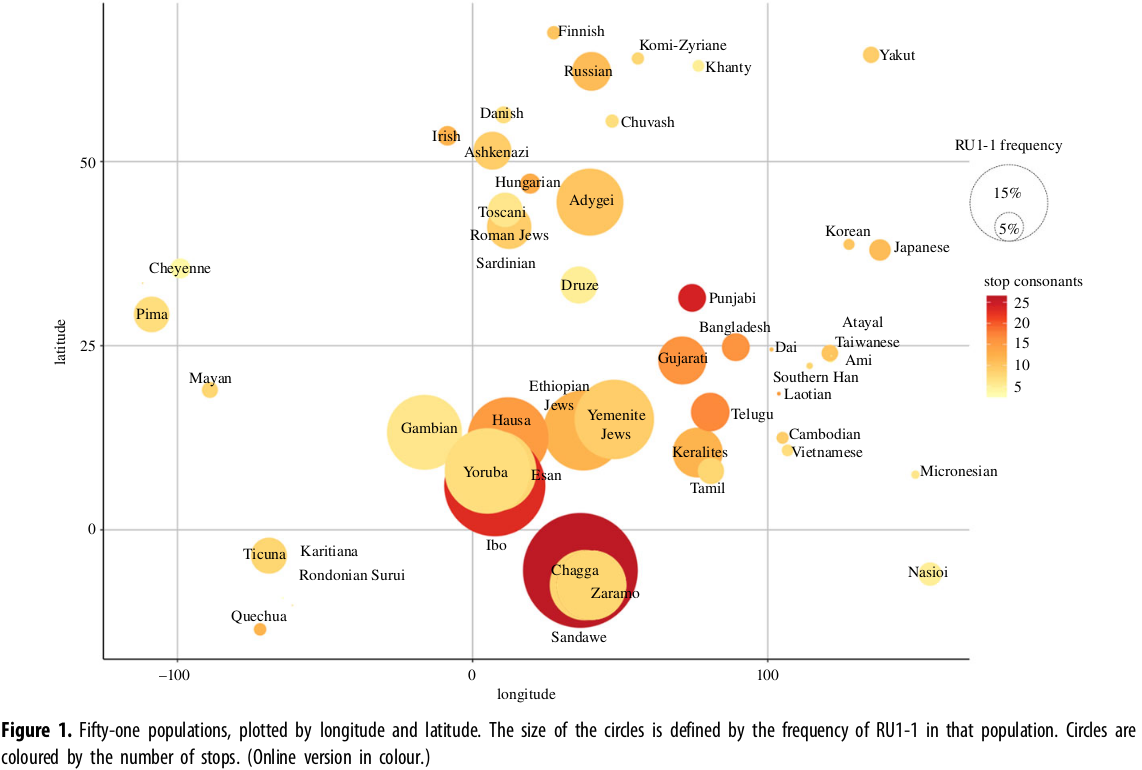 Finnish
Komi-Zyriane
Yakut
Russian
Khanty
Danish
Chuvash
Irish
Ashkenazi
RU1-1 frequency
50
15%
Hungarian
Adygei
5%
Toscani
Roman Jews
Korean
Japanese
Sardinian
Cheyenne
stop consonants
Druze
25
20
15
10
5
Punjabi
Pima
Bangladesh
Atayal
Taiwanese
Ami
latitude
25
Dai
Gujarati
Southern Han
Mayan
Ethiopian
Jews
Laotian
Yemenite
Jews
Hausa
Telugu
Gambian
Cambodian
Keralites
Vietnamese
Yoruba
Esan
Tamil
Micronesian
0
Ibo
Ticuna
Karitiana
Rondonian Surui
Chagga
Nasioi
Zaramo
Quechua
Sandawe
−100
0
100
longitude
Figure 1. Fifty-one populations, plotted by longitude and latitude. The size of the circles is defined by the frequency of RU1-1 in that population. Circles are
coloured by the number of stops. (Online version in colour.)